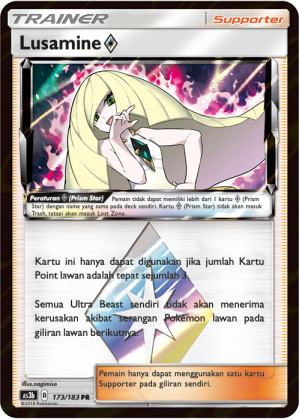 TRAINER Supporter
Lusamine
Peraturan (Prism Star) Pemain tidak dapat memiliki lebih dari 1 kartu (Prism
Star) dengan nama yang sama pada deck sendiri. Kartu (Prism Star) tidak akan masuk
Trash, tetapi akan masuk Lost Zone.
Kartu ini hanya dapat digunakan jika jumlah Kartu
Point lawan adalah tepat sejumlah 3.
Semua Ultra Beast sendiri tidak akan menerima
kerusakan akibat serangan Pokémon lawan pada
giliran lawan berikutnya.
Pemain hanya dapat menggunakan satu kartu
Supporter pada giliran sendiri.
Illus.nagimiso
AS3b 173/183 PR
©2019 Pokémon